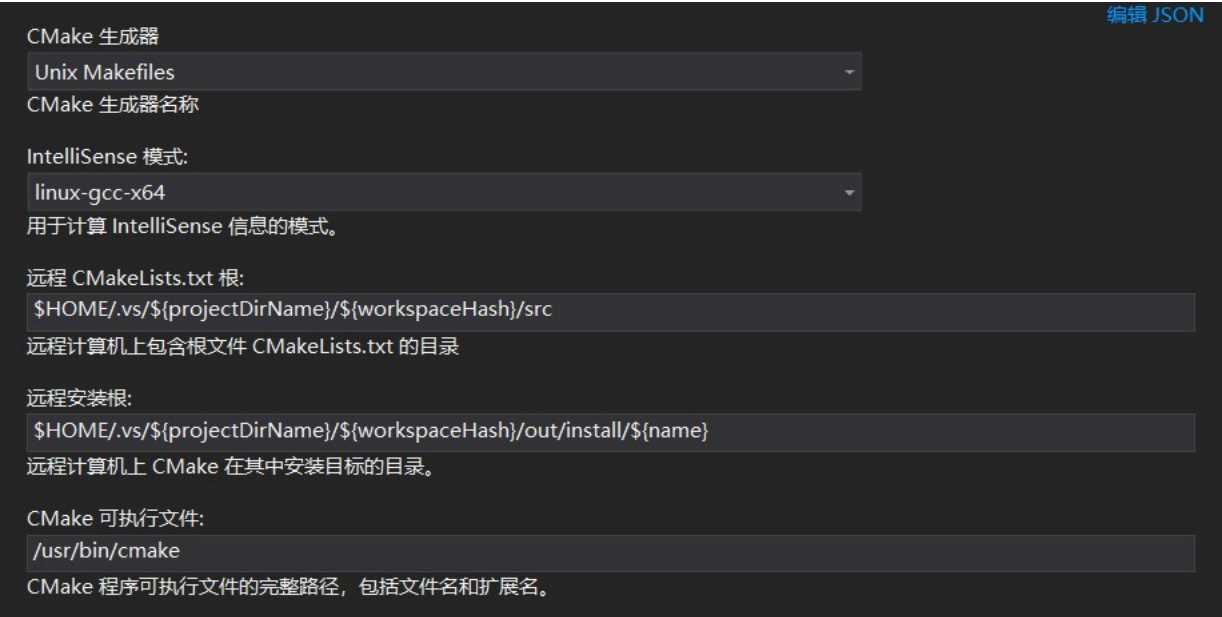 编辑 JSON
CMake 生成器
Unix Makefiles
CMake 生成器名称
IntelliSense 模式:
linux-gcc-x64
用于计算 IntelliSense 信息的模式。
远程 CMakeLists.txt 根:
$HOME/.vs/${projectDirName}/${workspaceHash}/src
远程计算机上包含根文件 CMakeLists.txt 的目录
远程安装根:
$HOME/.vs/${projectDirName}/${workspaceHash}/out/install/${name}
远程计算机上 CMake 在其中安装目标的目录。
CMake 可执行文件:
/usr/bin/cmake
CMake 程序可执行文件的完整路径，包括文件名和扩展名。